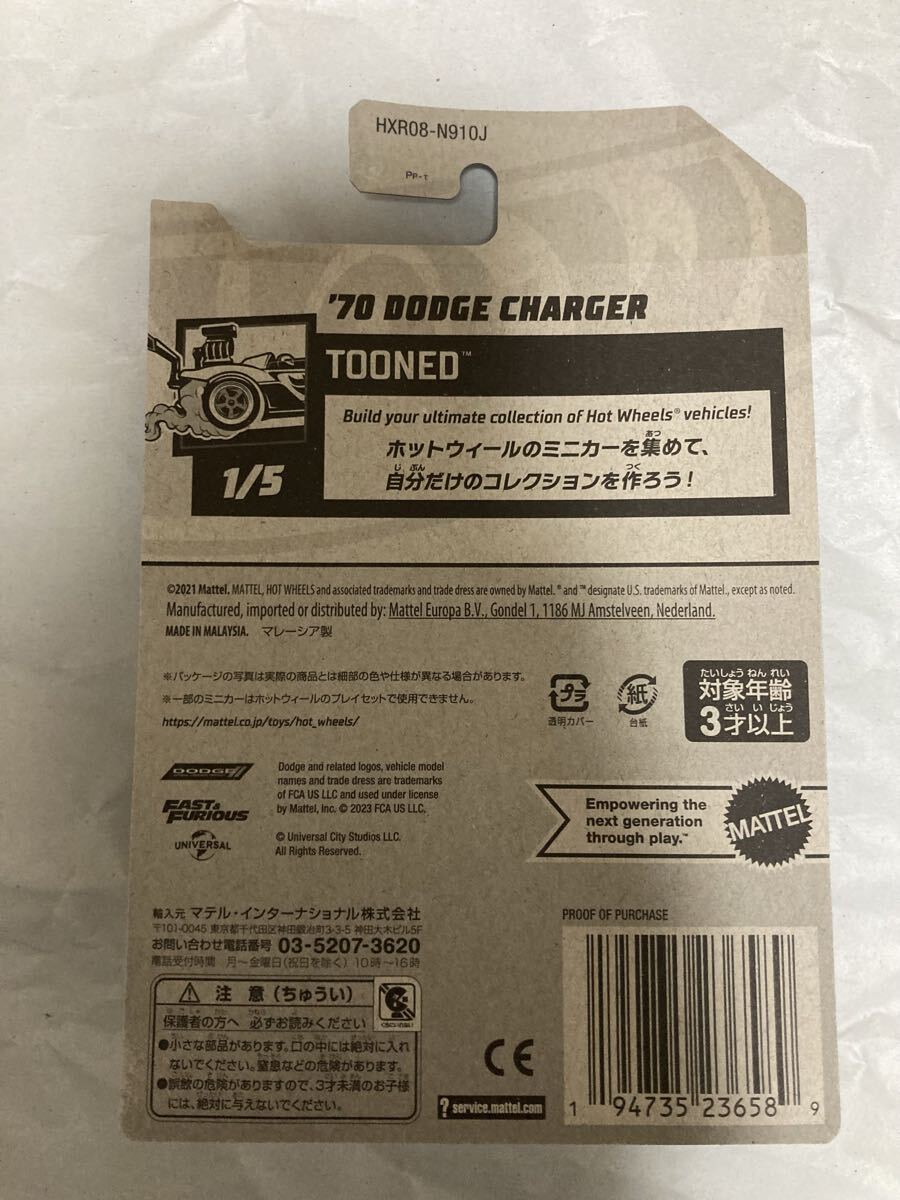 HXR08-N910J
PP-T
'70 DODGE CHARGER
TOONED™
Build your ultimate collection of Hot Wheels® vehicles!
ホットウィールのミニカーを集めて、
自分だけのコレクションを作ろう！
1/5
©2021 Mattel. MATTEL, HOT WHEELS and associated trademarks and trade dress are owned by Mattel. ® and ™ designate U.S. trademarks of Mattel., except as noted.
Manufactured, imported or distributed by: Mattel Europa B.V., Gondel 1, 1186 MJ Amstelveen, Nederland.
MADE IN MALAYSIA. マレーシア製
※パッケージの写真は実際の商品とは細部の色や仕様が異なる場合があります。
※一部のミニカーはホットウィールのプレイセットで使用できません。
https://mattel.co.jp/toys/hot_wheels/
プラ
透明カバー
紙
台紙
たいしょうねんれい
対象年齢
さいいじょう
3才以上
DODGE
Dodge and related logos, vehicle model
names and trade dress are trademarks
of FCA US LLC and used under license
by Mattel, Inc. © 2023 FCA US LLC.
FAST & FURIOUS
UNIVERSAL
© Universal City Studios LLC.
All Rights Reserved.
Empowering the
next generation
through play.™
MATTEL
輸入元 マテル・インターナショナル株式会社
〒101-0045 東京都千代田区神田鍛冶町3-3-5 神田大木ビル5F
お問い合わせ電話番号 03-5207-3620
電話受付時間 月〜金曜日(祝日を除く) 10時〜16時
注意（ちゅうい）
保護者の方へ 必ずお読みください
●小さな部品があります。口の中には絶対に入れ
ないでください。窒息などの危険があります。
●誤飲の危険がありますので、3才未満のお子様
には、絶対に与えないでください。
CE
? service.mattel.com
PROOF OF PURCHASE
1 94735 23658 9